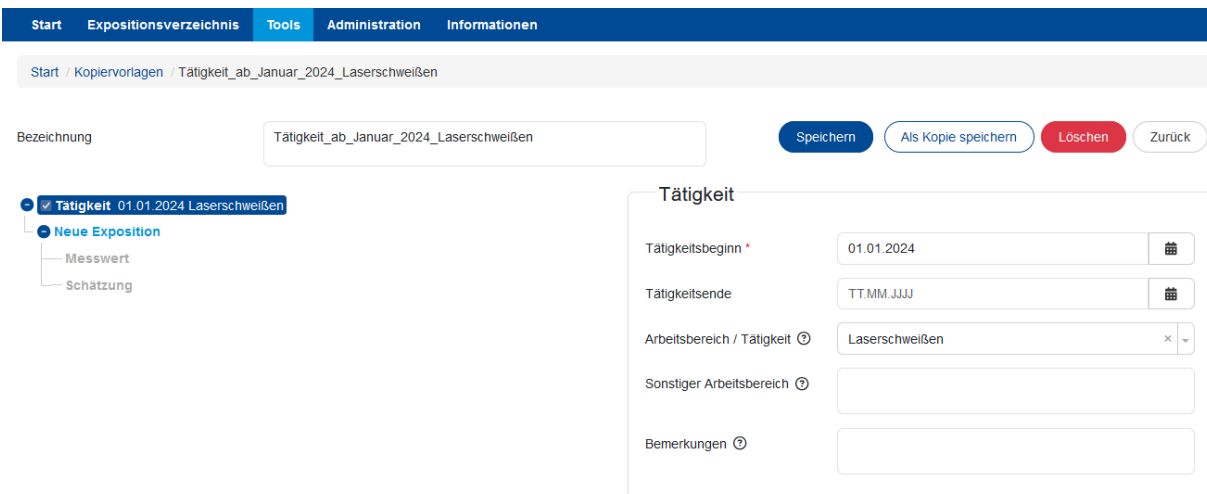 Start Expositionsverzeichnis Tools Administration Informationen
Start / Kopiervorlagen / Tätigkeit_ab_Januar_2024_Laserschweißen
Bezeichnung Tätigkeit_ab_Januar_2024_Laserschweißen Speichern Als Kopie speichern Löschen Zurück
Tätigkeit 01.01.2024 Laserschweißen
Neue Exposition
Messwert
Schätzung
Tätigkeit
Tätigkeitsbeginn * 01.01.2024
Tätigkeitsende TT.MM.JJJJ
Arbeitsbereich / Tätigkeit ? Laserschweißen × 
Sonstiger Arbeitsbereich ?
Bemerkungen ?